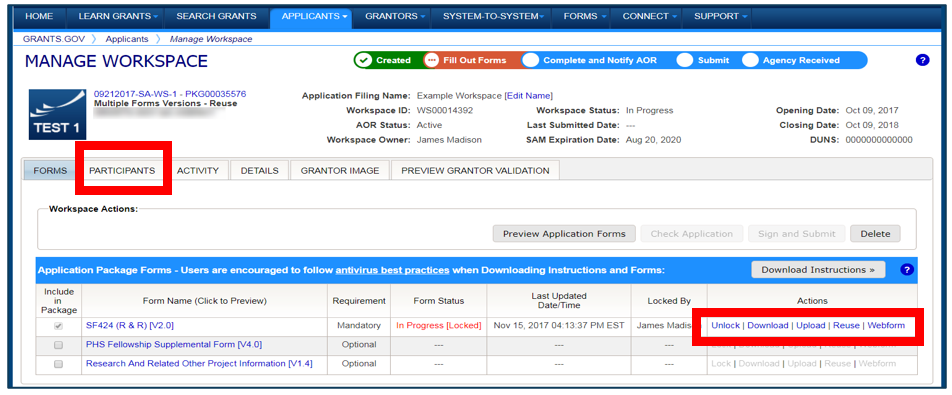 HOME LEARN GRANTS SEARCH GRANTS APPLICANTS GRANTORS SYSTEM-TO-SYSTEM FORMS CONNECT SUPPORT
GRANTS.GOV 〉 Applicants 〉 Manage Workspace
MANAGE WORKSPACE
Created Fill Out Forms Complete and Notify AOR Submit Agency Received ?
TEST 1
09212017-SA-WS-1 - PKG00035576
Multiple Forms Versions - Reuse
Application Filing Name: Example Workspace [Edit Name]
Workspace ID: WS00014392 Workspace Status: In Progress Opening Date: Oct 09, 2017
AOR Status: Active Last Submitted Date: --- Closing Date: Oct 09, 2018
Workspace Owner: James Madison SAM Expiration Date: Aug 20, 2020 DUNS: 0000000000000
FORMS PARTICIPANTS ACTIVITY DETAILS GRANTOR IMAGE PREVIEW GRANTOR VALIDATION
Workspace Actions:
Preview Application Forms Check Application Sign and Submit Delete
Application Package Forms - Users are encouraged to follow antivirus best practices when Downloading Instructions and Forms: Download Instructions » ?
Include in Package Form Name (Click to Preview) Requirement Form Status Last Updated Date/Time Locked By Actions
SF424 (R & R) [V2.0] Mandatory In Progress [Locked] Nov 15, 2017 04:13:37 PM EST James Madis Unlock | Download | Upload | Reuse | Webform
PHS Fellowship Supplemental Form [V4.0] Optional --- --- ---
Research And Related Other Project Information [V1.4] Optional --- --- --- Lock | Download | Upload | Reuse | Webform